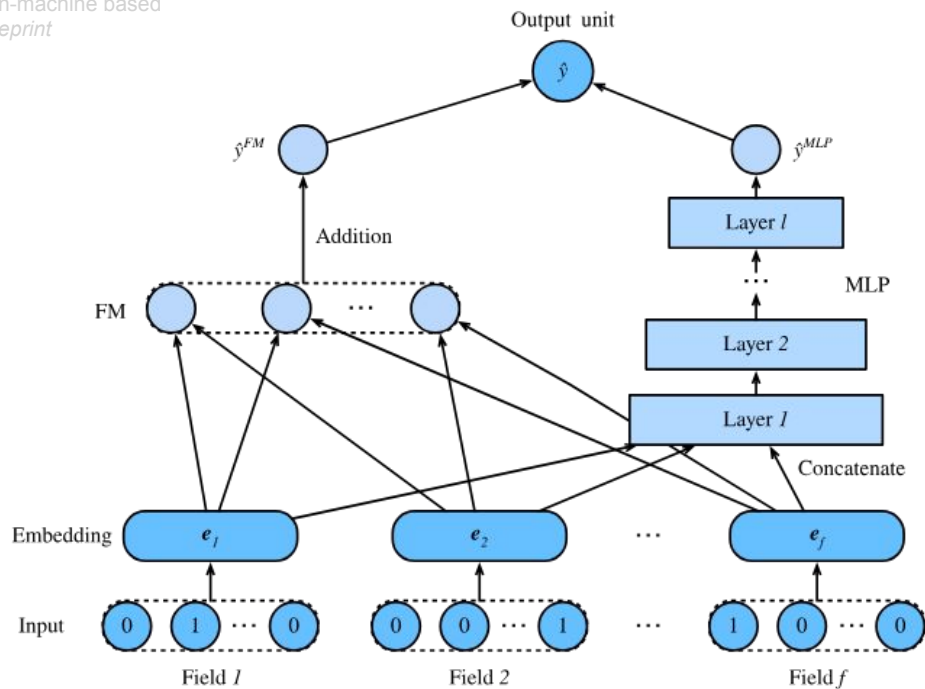 n-machine based
eprint
Output unit
ŷ
ŷ^FM
ŷ^MLP
Layer l
Addition
···
MLP
FM
···
Layer 2
Layer 1
Concatenate
Embedding
e_1
e_2
···
e_f
Input
0 1 ··· 0
0 0 ··· 1
···
1 0 ··· 0
Field 1
Field 2
Field f